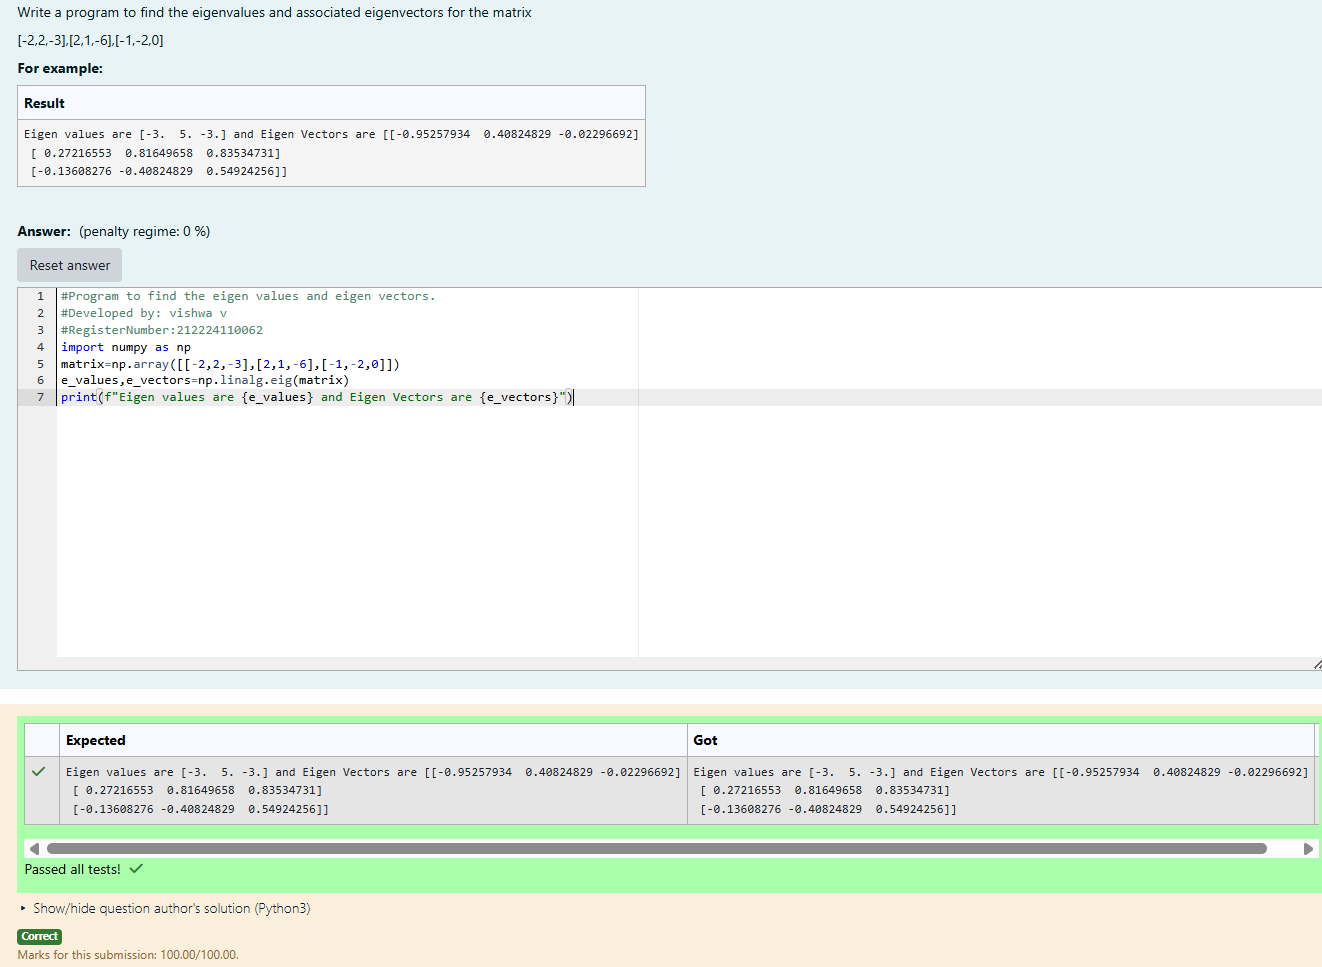 Write a program to find the eigenvalues and associated eigenvectors for the matrix
[-2,2,-3],[2,1,-6],[-1,-2,0]
For example:
Result
Eigen values are [-3.  5. -3.] and Eigen Vectors are [[-0.95257934  0.40824829 -0.02296692]
 [ 0.27216553  0.81649658  0.83534731]
 [-0.13608276 -0.40824829  0.54924256]]
Answer: (penalty regime: 0 %)
Reset answer
1 #Program to find the eigen values and eigen vectors.
2 #Developed by: vishwa v
3 #RegisterNumber:212224110062
4 import numpy as np
5 matrix=np.array([[-2,2,-3],[2,1,-6],[-1,-2,0]])
6 e_values,e_vectors=np.linalg.eig(matrix)
7 print(f"Eigen values are {e_values} and Eigen Vectors are {e_vectors}")
Expected Got
Eigen values are [-3.  5. -3.] and Eigen Vectors are [[-0.95257934  0.40824829 -0.02296692] Eigen values are [-3.  5. -3.] and Eigen Vectors are [[-0.95257934  0.40824829 -0.02296692]
 [ 0.27216553  0.81649658  0.83534731]  [ 0.27216553  0.81649658  0.83534731]
 [-0.13608276 -0.40824829  0.54924256]]  [-0.13608276 -0.40824829  0.54924256]]
Passed all tests!
Show/hide question author's solution (Python3)
Correct
Marks for this submission: 100.00/100.00.